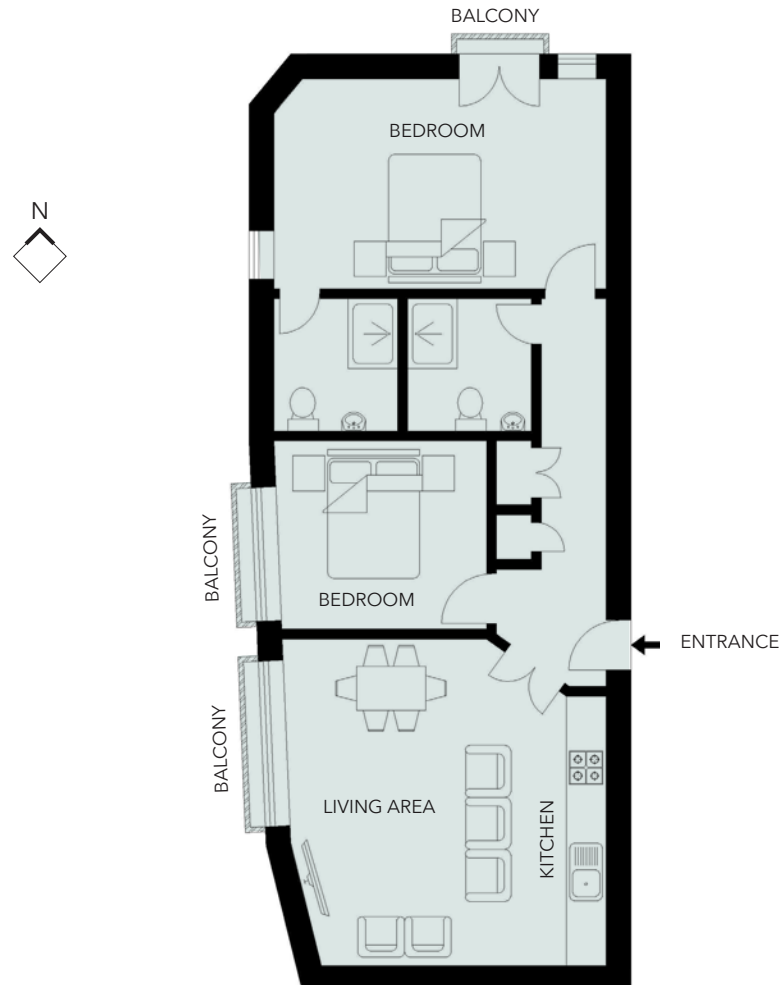 BALCONY
BEDROOM
N
BALCONY
BEDROOM
ENTRANCE
BALCONY
LIVING AREA
KITCHEN